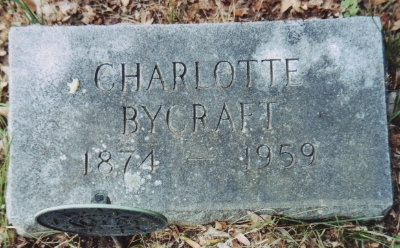 CHARLOTTE
BYCRAFT
1874 — 1959